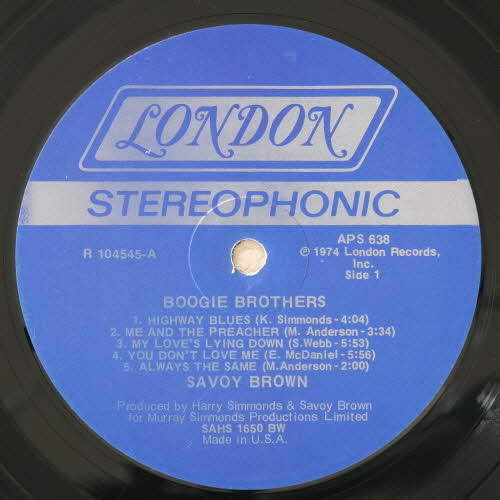 LONDON
STEREOPHONIC
R 104545-A
APS 638
℗ 1974 London Records,
Inc.
Side 1
BOOGIE BROTHERS
1. HIGHWAY BLUES (K. Simmonds - 4:04)
2. ME AND THE PREACHER (M. Anderson - 3:34)
3. MY LOVE'S LYING DOWN (S. Webb - 5:53)
4. YOU DON'T LOVE ME (E. McDaniel - 5:56)
5. ALWAYS THE SAME (M. Anderson - 2:00)
SAVOY BROWN
Produced by Harry Simmonds & Savoy Brown
for Murray Simmonds Productions Limited
SAHS 1650 BW
Made in U.S.A.